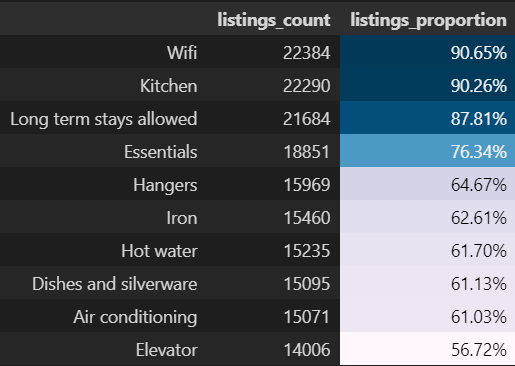 listings_count listings_proportion
Wifi 22384 90.65%
Kitchen 22290 90.26%
Long term stays allowed 21684 87.81%
Essentials 18851 76.34%
Hangers 15969 64.67%
Iron 15460 62.61%
Hot water 15235 61.70%
Dishes and silverware 15095 61.13%
Air conditioning 15071 61.03%
Elevator 14006 56.72%